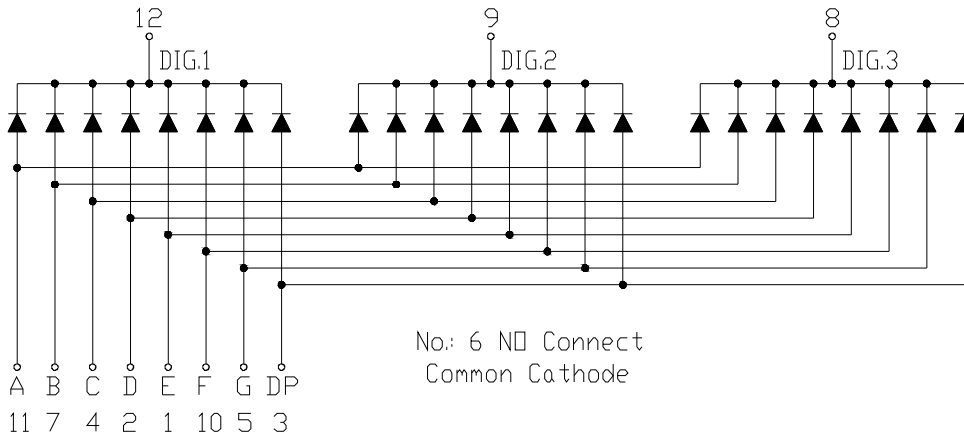 12 9 8
DIG.1 DIG.2 DIG.3
No.: 6 NO Connect
Common Cathode
A B C D E F G DP
11 7 4 2 1 10 5 3